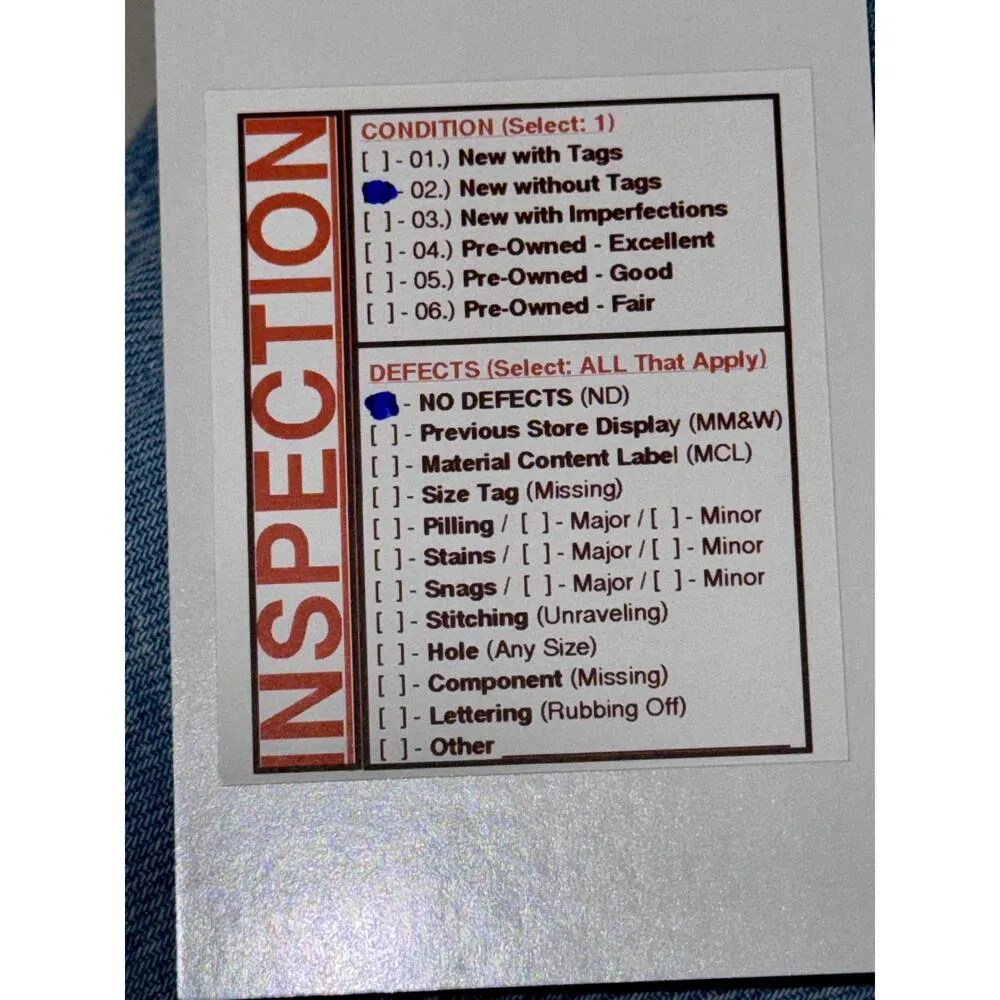 INSPECTION
CONDITION (Select: 1)
[ ] - 01.) New with Tags
- 02.) New without Tags
[ ] - 03.) New with Imperfections
[ ] - 04.) Pre-Owned - Excellent
[ ] - 05.) Pre-Owned - Good
[ ] - 06.) Pre-Owned - Fair
DEFECTS (Select: ALL That Apply)
- NO DEFECTS (ND)
[ ] - Previous Store Display (MM&W)
[ ] - Material Content Label (MCL)
[ ] - Size Tag (Missing)
[ ] - Pilling / [ ] - Major / [ ] - Minor
[ ] - Stains / [ ] - Major / [ ] - Minor
[ ] - Snags / [ ] - Major / [ ] - Minor
[ ] - Stitching (Unraveling)
[ ] - Hole (Any Size)
[ ] - Component (Missing)
[ ] - Lettering (Rubbing Off)
[ ] - Other